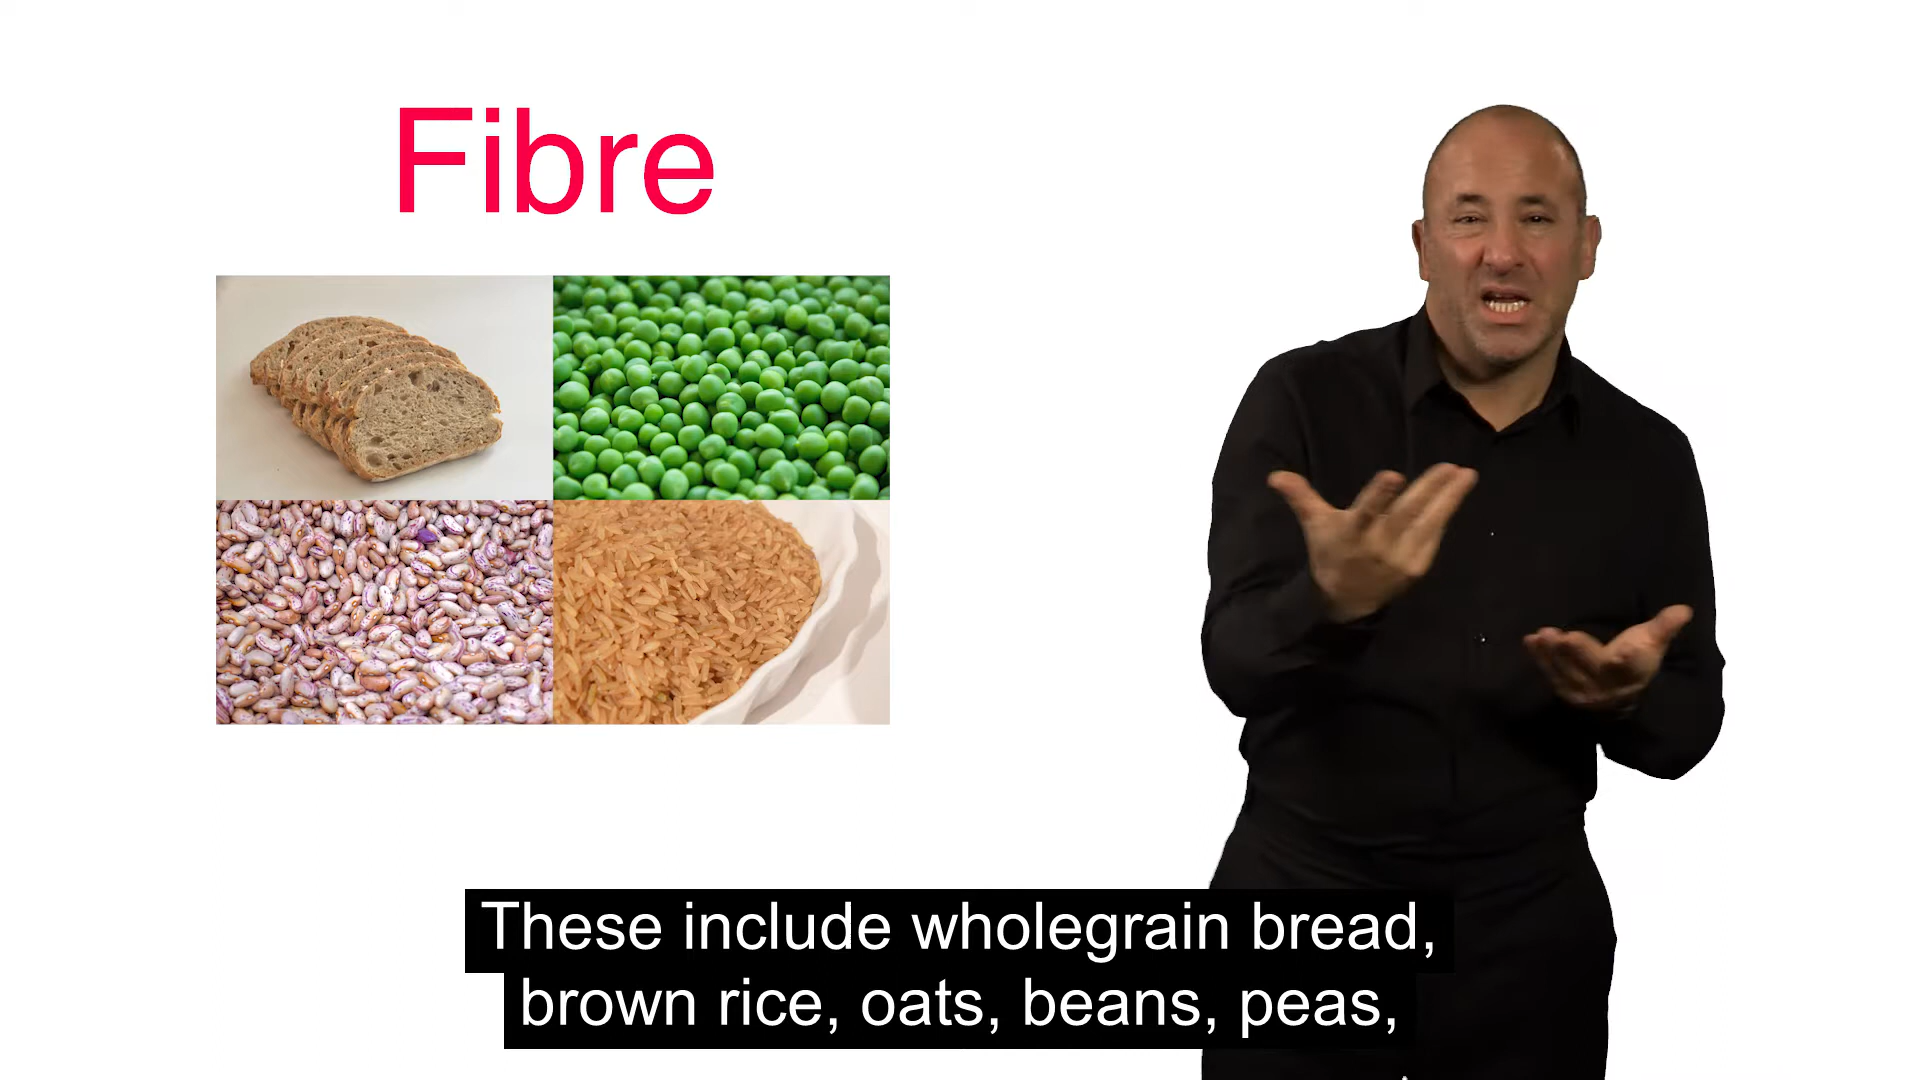 Fibre
These include wholegrain bread,
brown rice, oats, beans, peas,